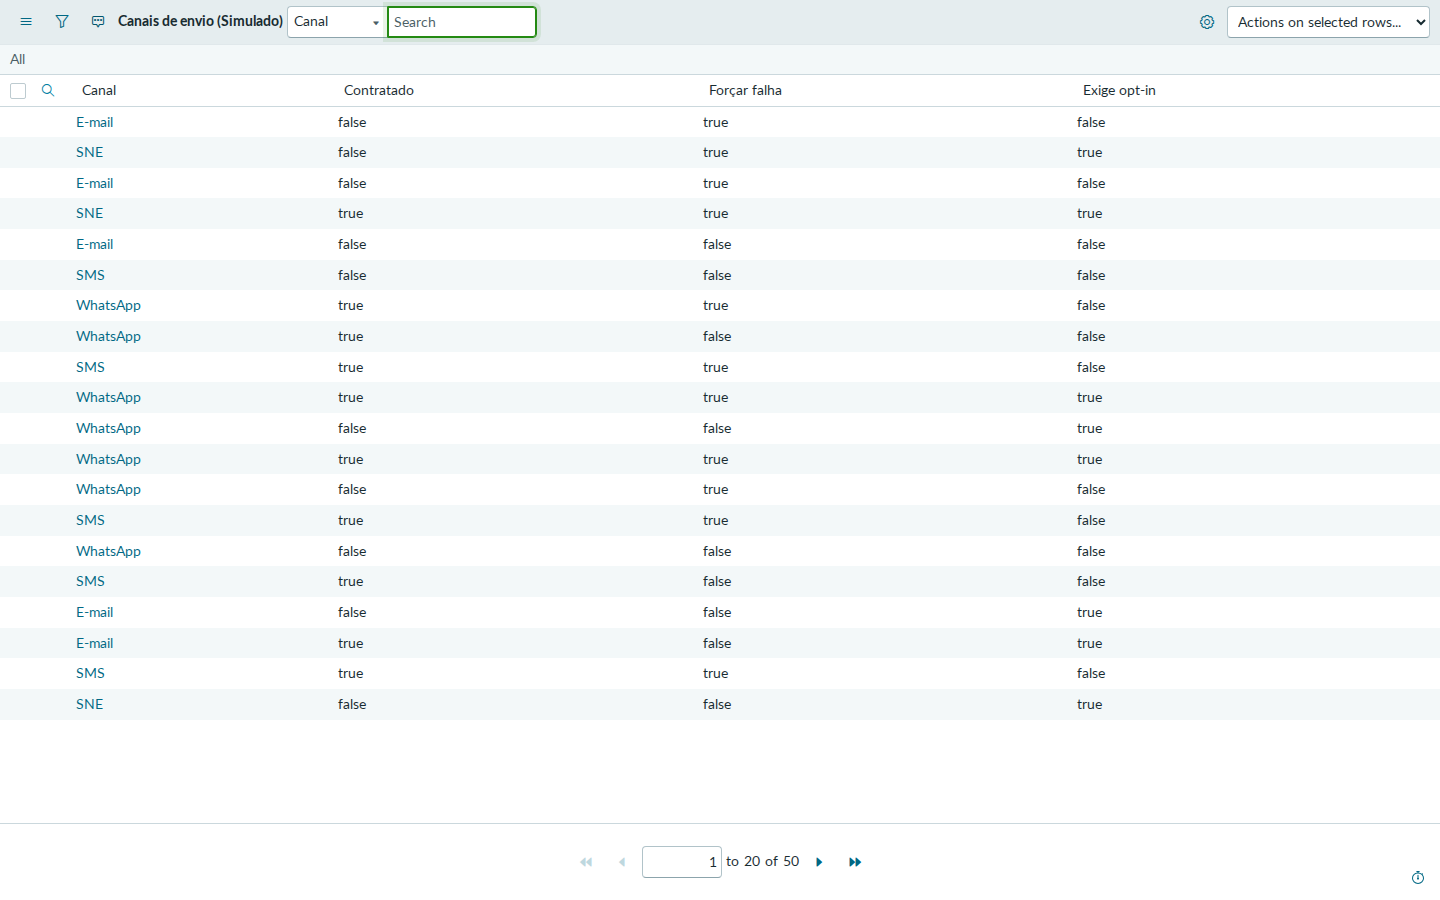 Canais de envio (Simulado) Canal Search Actions on selected rows...
All
Canal Contratado Forçar falha Exige opt-in
E-mail false true false
SNE false true true
E-mail false true false
SNE true true true
E-mail false false false
SMS false false false
WhatsApp true true false
WhatsApp true false false
SMS true true false
WhatsApp true true true
WhatsApp false false true
WhatsApp true true true
WhatsApp false true false
SMS true true false
WhatsApp false false false
SMS true false false
E-mail false false true
E-mail true false true
SMS true true false
SNE false false true
1 to 20 of 50